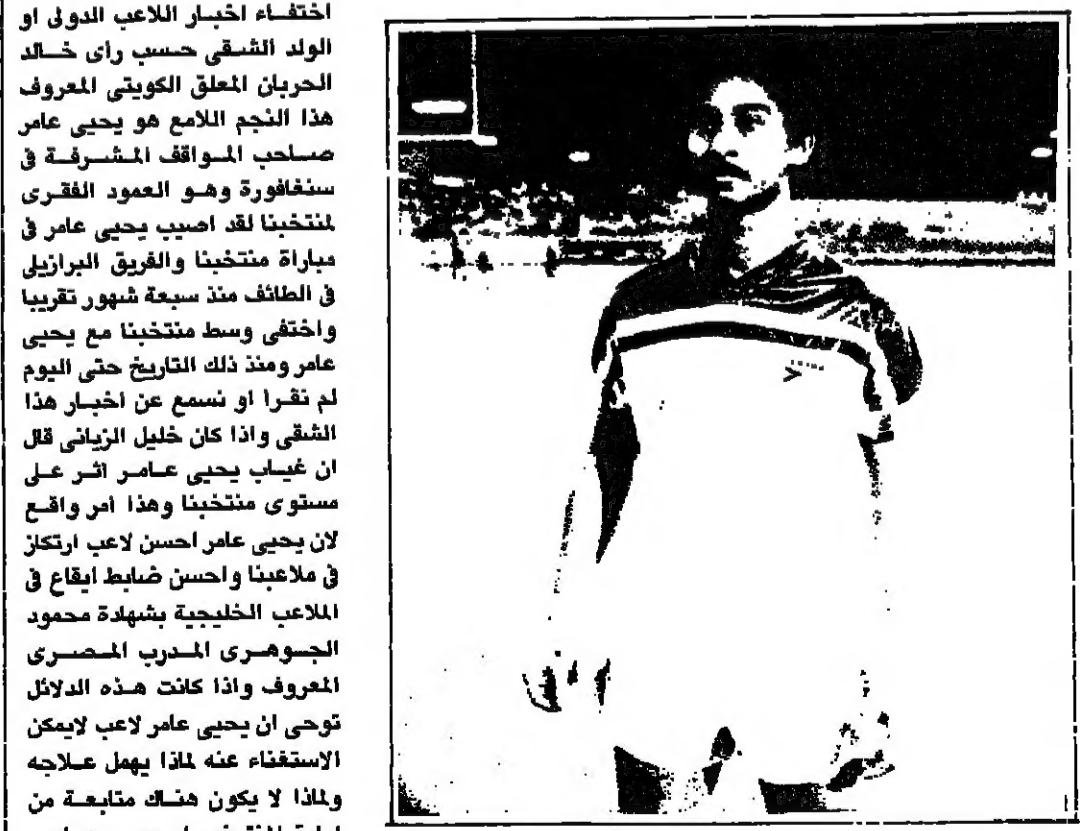 اختفاء اخبار اللاعب الدولى او
الولد الشقى حسب راى خالد
الحربان المعلق الكويتى المعروف
هذا النجم اللامع هو يحيى عامر
صاحب المواقف المشرفة فى
سنغافورة وهو العمود الفقرى
لمنتخبنا لقد اصيب يحيى عامر فى
مباراة منتخبنا والفريق البرازيلى
فى الطائف منذ سبعة شهور تقريبا
واختفى وسط منتخبنا مع يحيى
عامر ومنذ ذلك التاريخ حتى اليوم
لم نقرا او نسمع عن اخبار هذا
الشقى واذا كان خليل الزيانى قال
ان غياب يحيى عامر اثر على
مستوى منتخبنا وهذا امر واقع
لان يحيى عامر احسن لاعب ارتكاز
فى ملاعبنا واحسن ضابط ايقاع فى
الملاعب الخليجية بشهادة محمود
الجوهرى المدرب المصرى
المعروف واذا كانت هذه الدلائل
توحى ان يحيى عامر لاعب لايمكن
الاستغناء عنه لماذا يهمل علاجه
ولماذا لا يكون هناك متابعة من